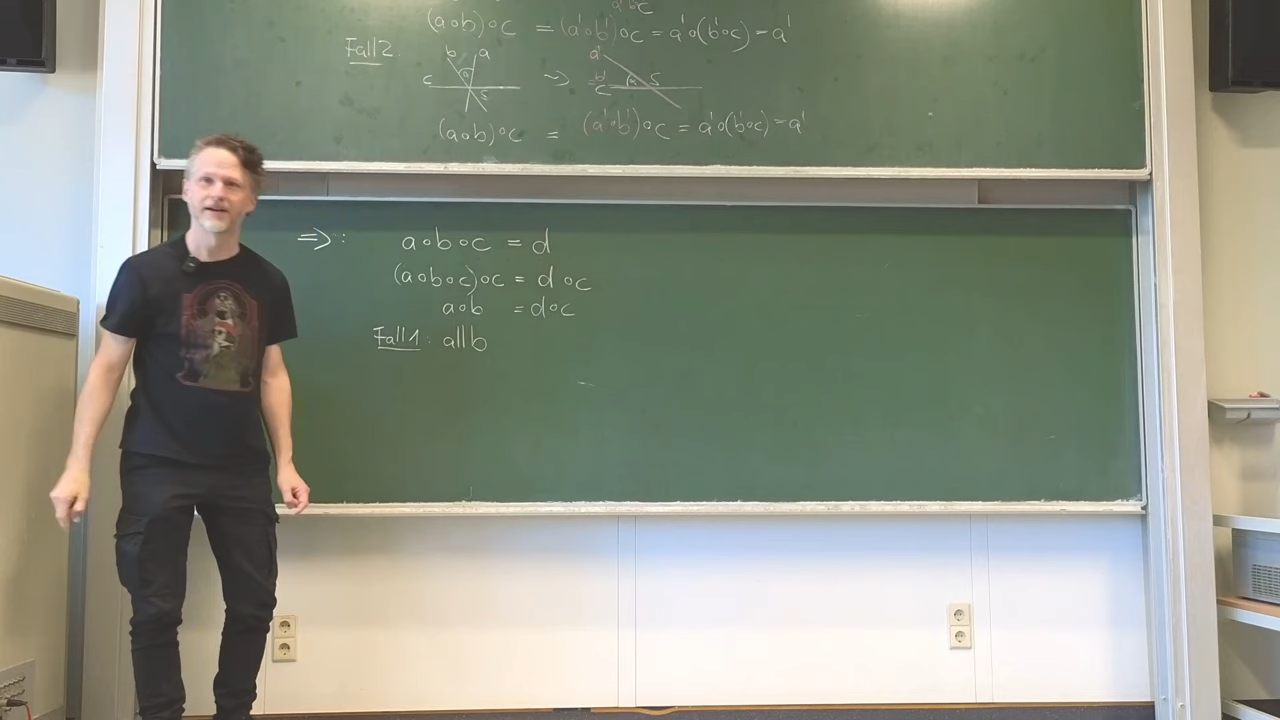 a'b'c
(a∘b)∘c = (a'∘b')∘c = a'∘(b'∘c) = a'
Fall 2.
b a a'
c s ⇝ b' c α s
(a∘b)∘c = (a'∘b')∘c = a'∘(b'∘c) = a'
=> : a∘b∘c = d
(a∘b∘c)∘c = d∘c
a∘b = d∘c
Fall 1: a||b